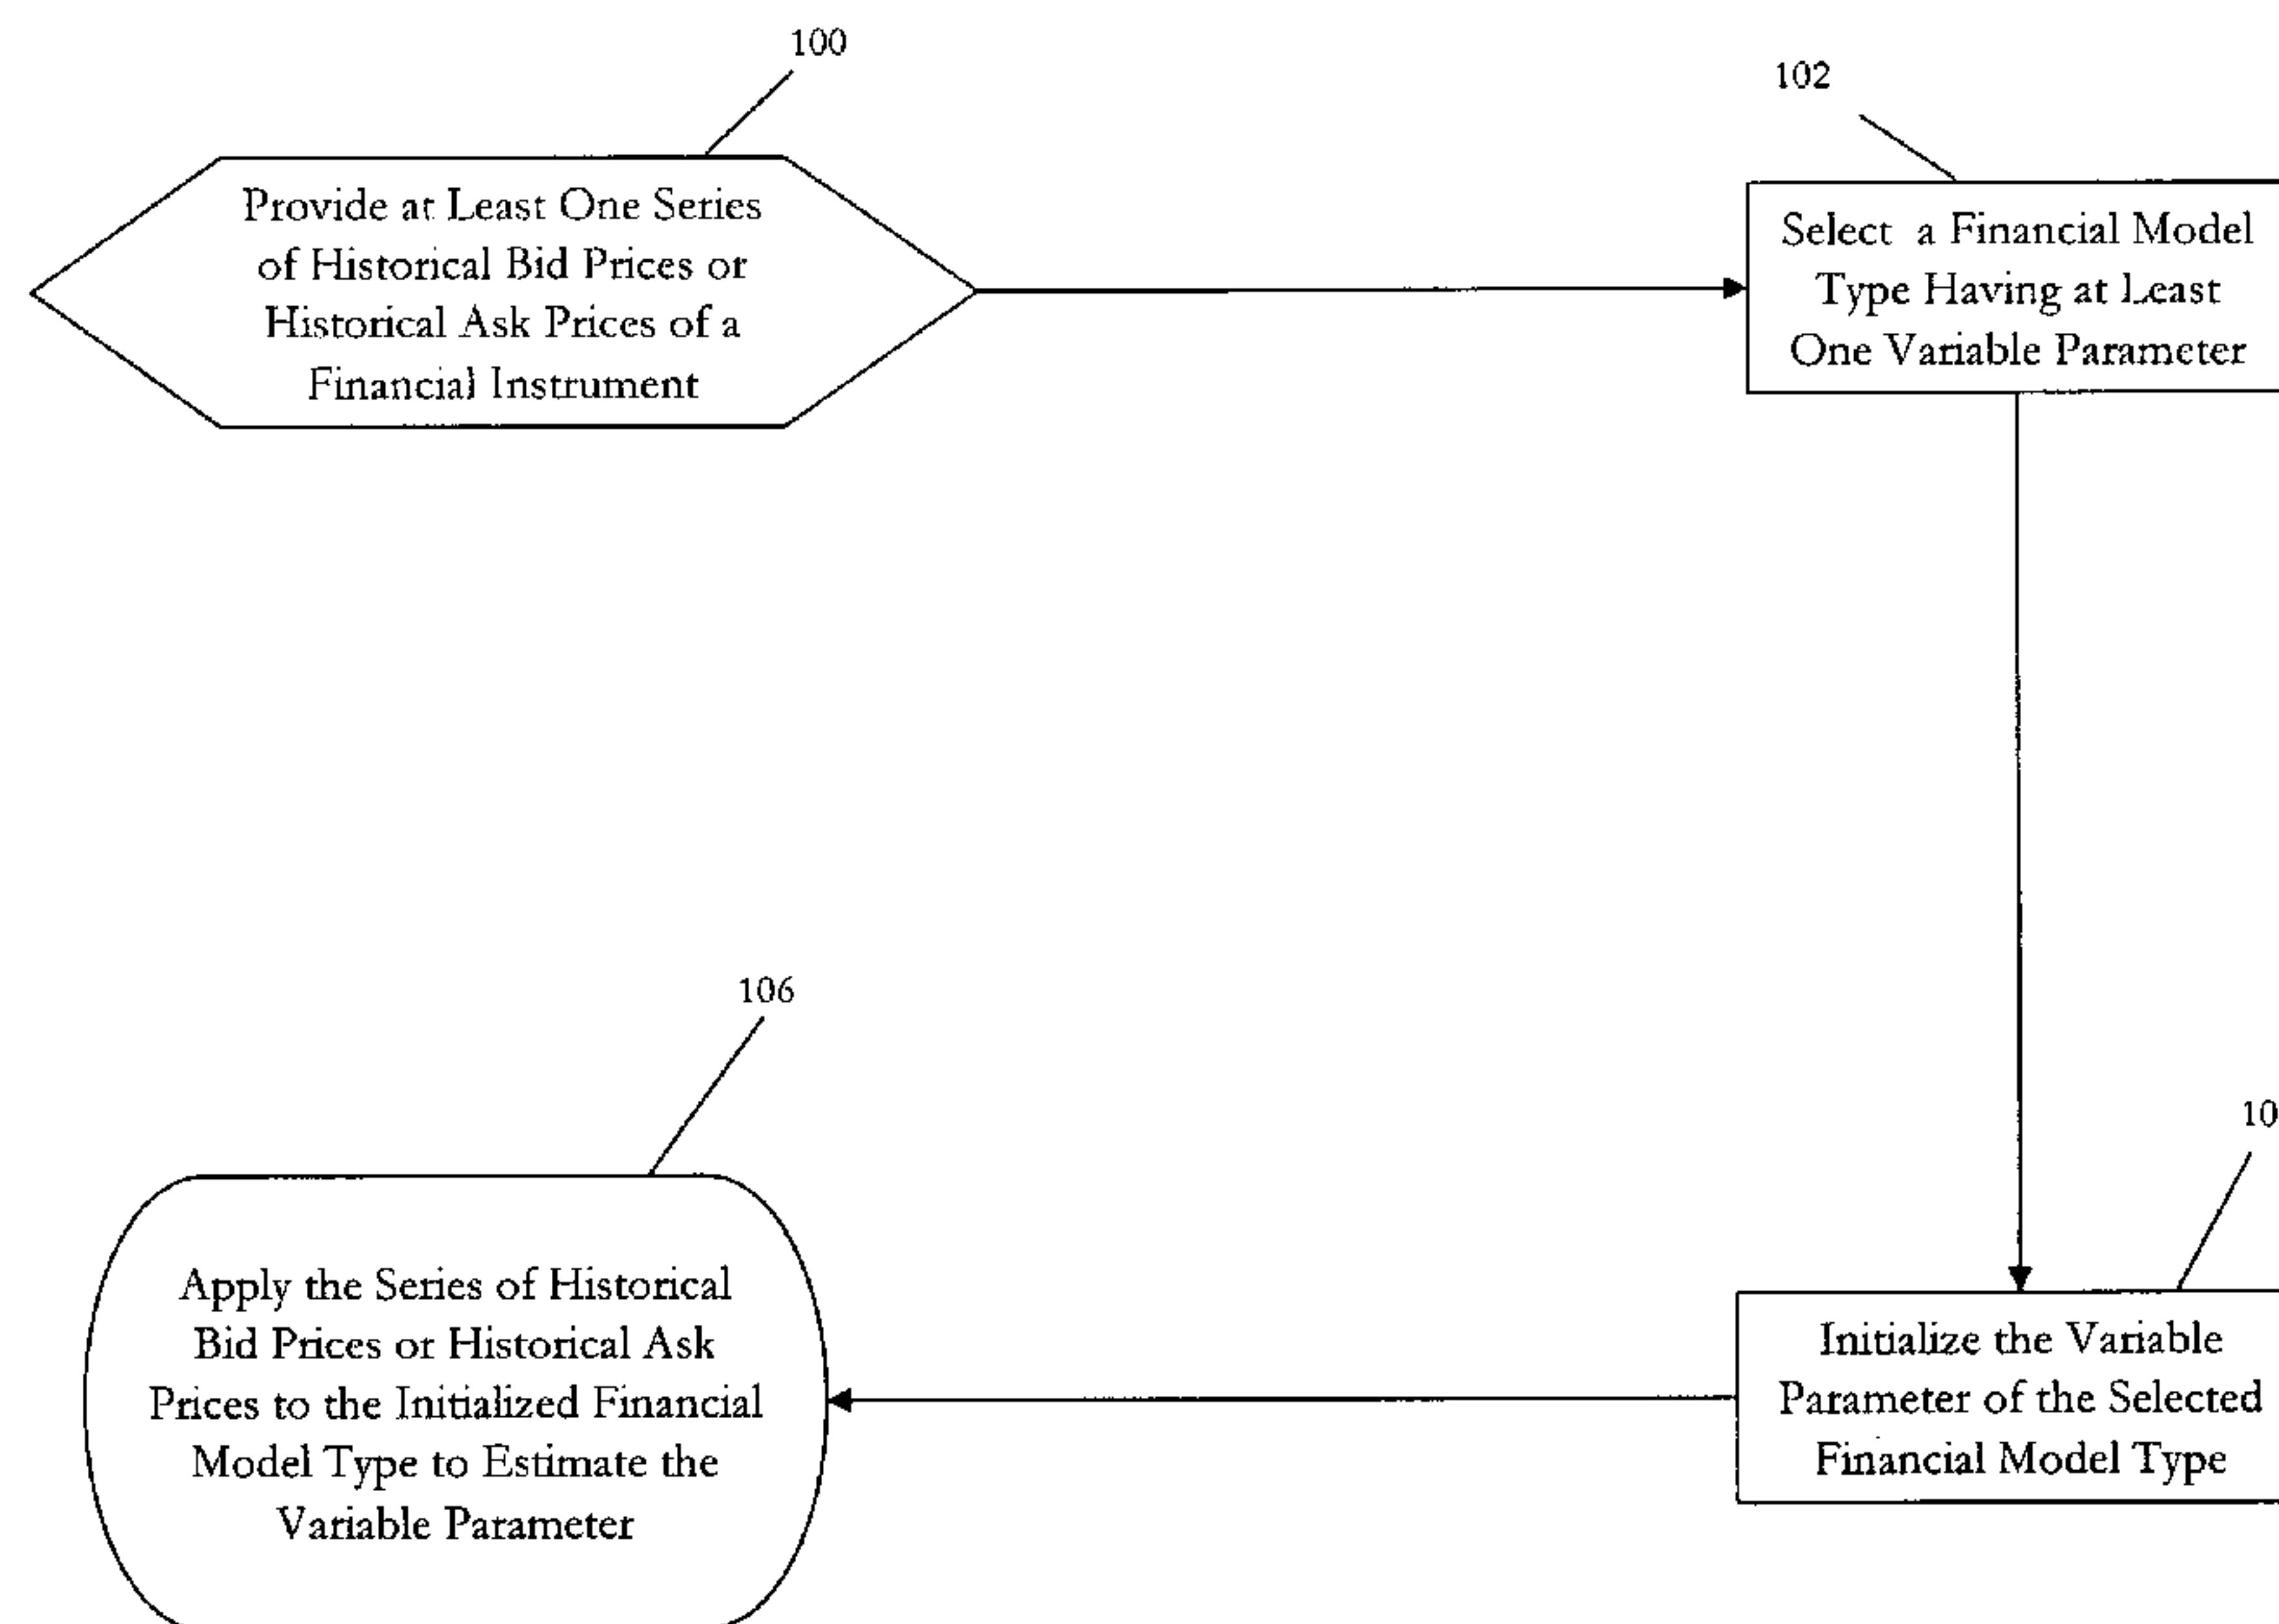 100
Provide at Least One Series
of Historical Bid Prices or
Historical Ask Prices of a
Financial Instrument
102
Select a Financial Model
Type Having at Least
One Variable Parameter
106
Apply the Series of Historical
Bid Prices or Historical Ask
Prices to the Initialized Financial
Model Type to Estimate the
Variable Parameter
10
Initialize the Variable
Parameter of the Selected
Financial Model Type